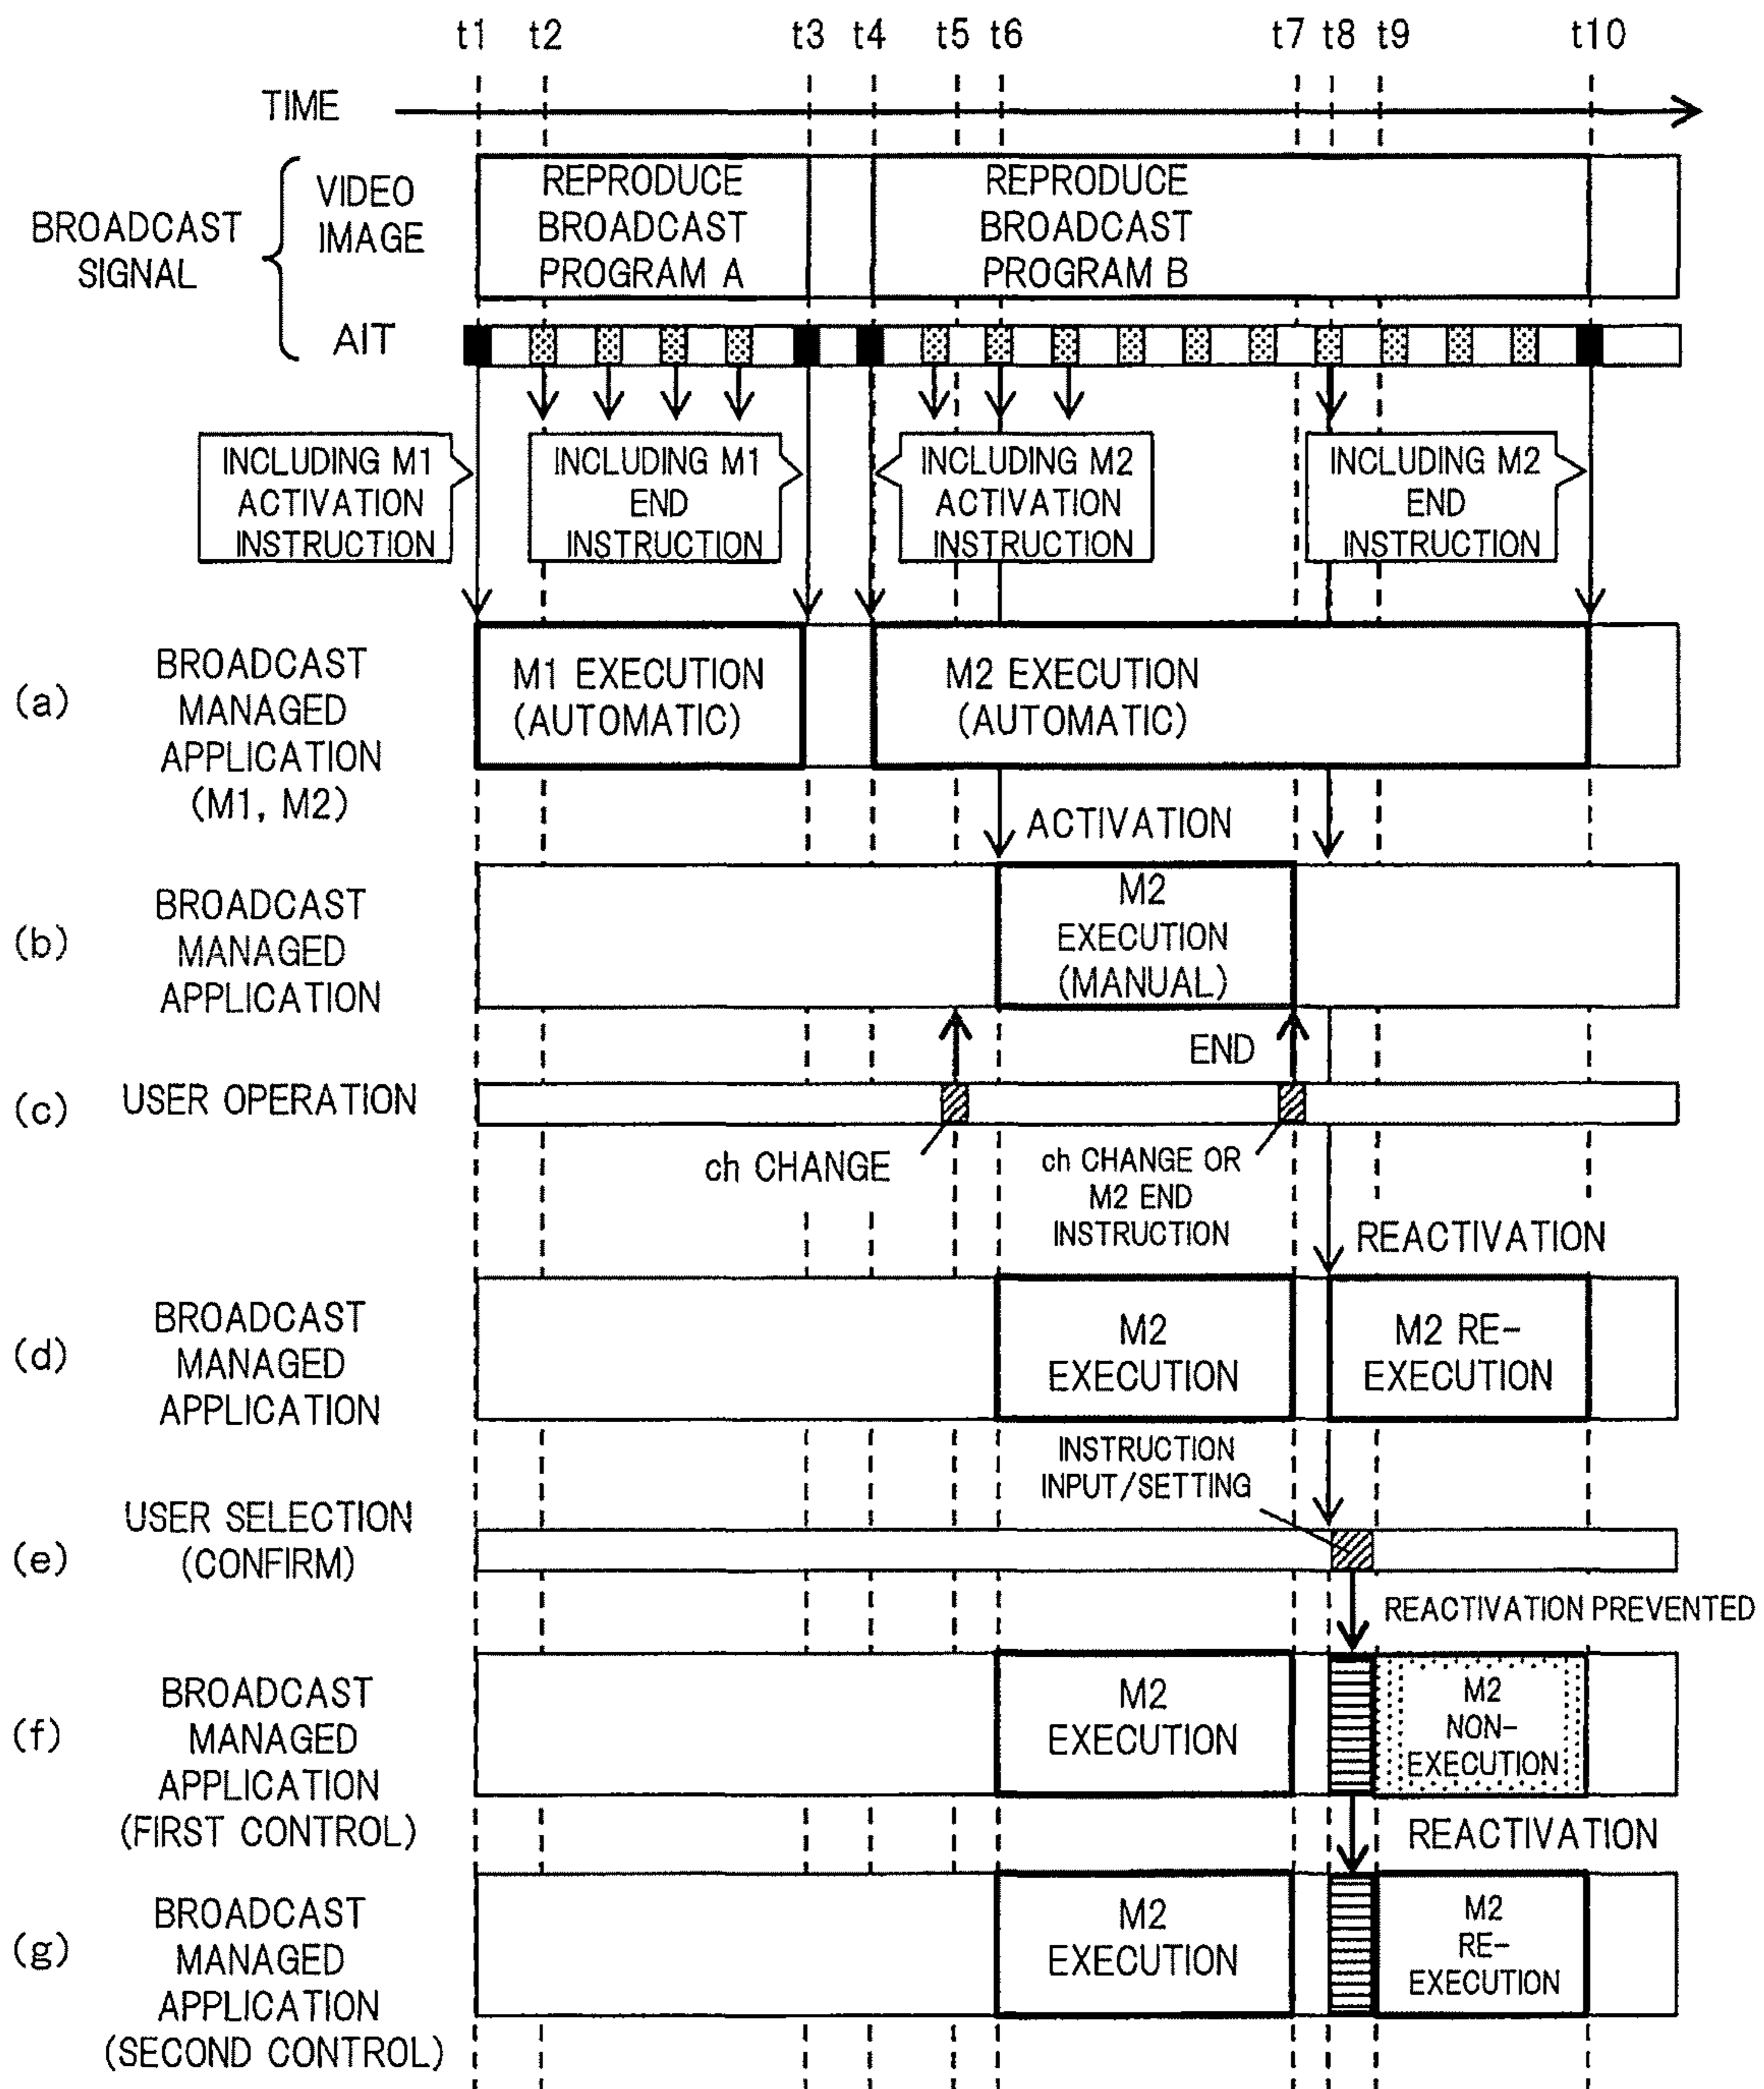 t1 t2 t3 t4 t5 t6 t7 t8 t9 t10
TIME
BROADCAST
SIGNAL
VIDEO
IMAGE
REPRODUCE
BROADCAST
PROGRAM A
REPRODUCE
BROADCAST
PROGRAM B
AIT
INCLUDING M1
ACTIVATION
INSTRUCTION
INCLUDING M1
END
INSTRUCTION
INCLUDING M2
ACTIVATION
INSTRUCTION
INCLUDING M2
END
INSTRUCTION
(a)
BROADCAST
MANAGED
APPLICATION
(M1, M2)
M1 EXECUTION
(AUTOMATIC)
M2 EXECUTION
(AUTOMATIC)
ACTIVATION
(b)
BROADCAST
MANAGED
APPLICATION
M2
EXECUTION
(MANUAL)
END
(c)
USER OPERATION
ch CHANGE
ch CHANGE OR
M2 END
INSTRUCTION
REACTIVATION
(d)
BROADCAST
MANAGED
APPLICATION
M2
EXECUTION
M2 RE-
EXECUTION
INSTRUCTION
INPUT/SETTING
(e)
USER SELECTION
(CONFIRM)
REACTIVATION PREVENTED
(f)
BROADCAST
MANAGED
APPLICATION
(FIRST CONTROL)
M2
EXECUTION
M2
NON-
EXECUTION
REACTIVATION
(g)
BROADCAST
MANAGED
APPLICATION
(SECOND CONTROL)
M2
EXECUTION
M2
RE-
EXECUTION